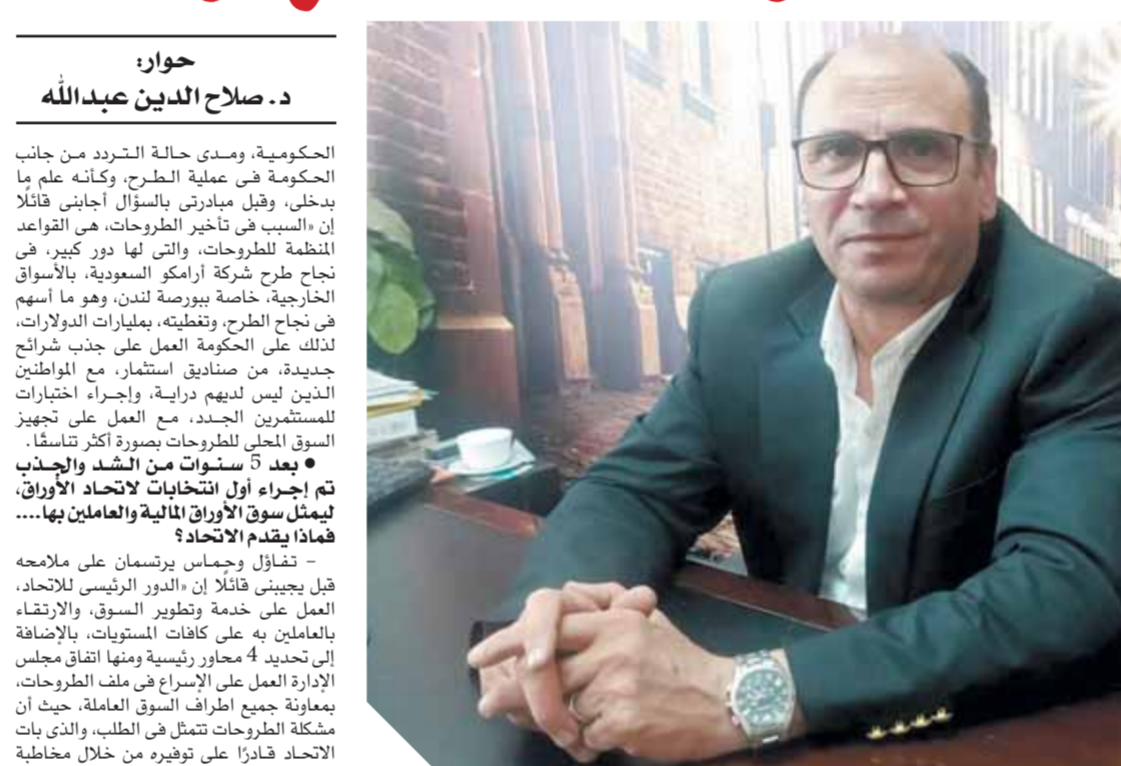 حوار:
د. صلاح الدين عبدالله
الحكومية، ومدى حالة التردد من جانب
الحكومة فى عملية الطرح، وكأنه علم ما
بدخلى، وقبل مبادرتى بالسؤال أجابنى قائلًا
إن «السبب فى تأخير الطروحات، هى القواعد
المنظمة للطروحات، والتى لها دور كبير، فى
نجاح طرح شركة أرامكو السعودية، بالأسواق
الخارجية، خاصة ببورصة لندن، وهو ما أسهم
فى نجاح الطرح، وتغطيته، بمليارات الدولارات،
لذلك على الحكومة العمل على جذب شرائح
جديدة، من صناديق استثمار، مع المواطنين
الذين ليس لديهم دراية، وإجراء اختبارات
للمستثمرين الجدد، مع العمل على تجهيز
السوق المحلى للطروحات بصورة أكثر تناسقًا.
● بعد 5 سنوات من الشد والجذب
تم إجراء أول انتخابات لاتحاد الأوراق،
ليمثل سوق الأوراق المالية والعاملين بها....
فماذا يقدم الاتحاد؟
– تفاؤل وحماس يرتسمان على ملامحه
قبل يجيبنى قائلًا إن «الدور الرئيسى للاتحاد،
العمل على خدمة وتطوير السوق، والارتقاء
بالعاملين به على كافات المستويات، بالإضافة
إلى تحديد 4 محاور رئيسية ومنها اتفاق مجلس
الإدارة العمل على الإسراع فى ملف الطروحات،
بمعاونة جميع اطراف السوق العاملة، حيث أن
مشكلة الطروحات تتمثل فى الطلب، والذى بات
الاتحاد قادرًا على توفيره من خلال مخاطبة